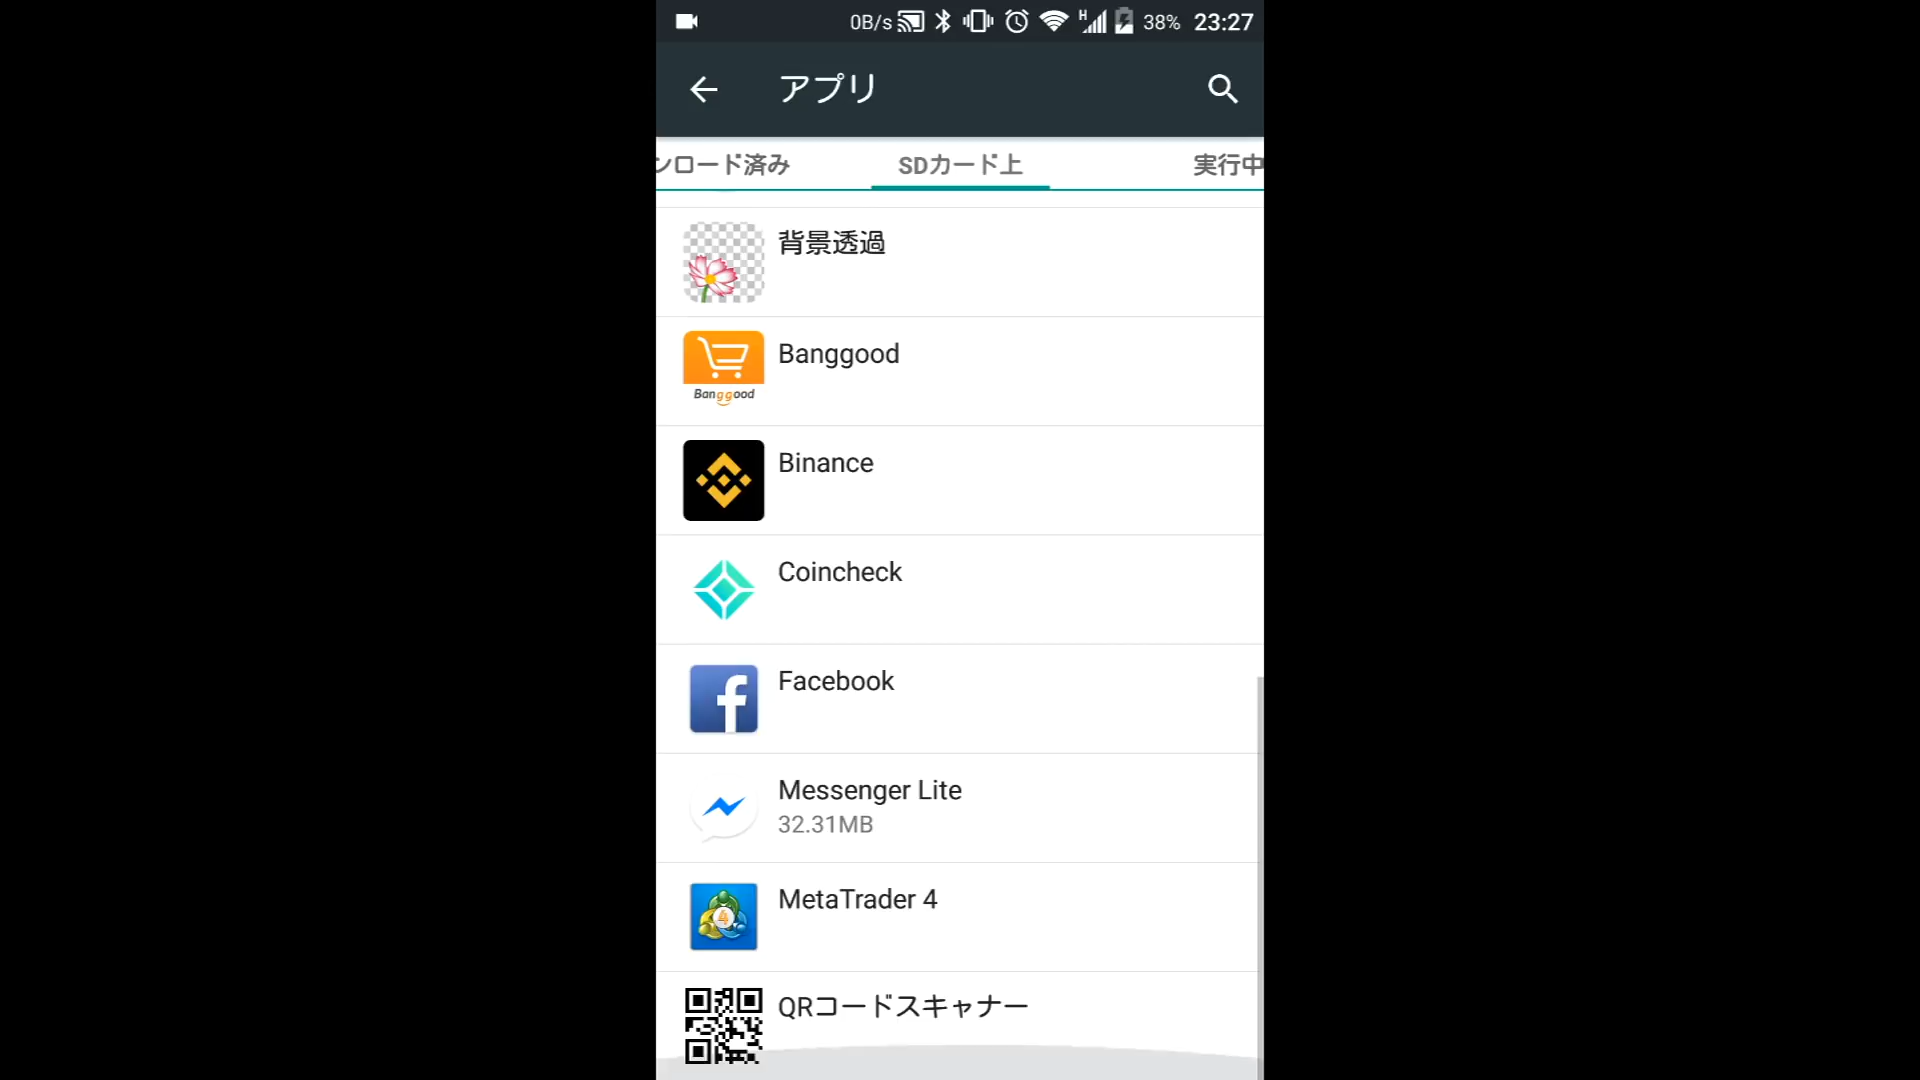 0B/s H 38% 23:27
アプリ
ンロード済み SDカード上 実行中
背景透過
Banggood
Banggood
Binance
Coincheck
Facebook
Messenger Lite
32.31MB
MetaTrader 4
4
QRコードスキャナー